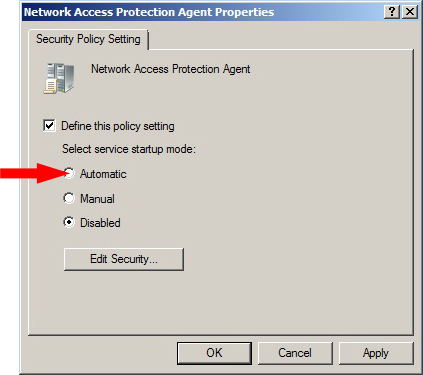 Network Access Protection Agent Properties
Security Policy Setting
Network Access Protection Agent
Define this policy setting
Select service startup mode:
Automatic
Manual
Disabled
Edit Security...
OK Cancel Apply